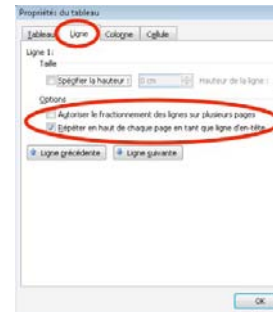 Propriétés du tableau
Tableau Ligne Colonne Cellule
Ligne 1:
Taille
Spécifier la hauteur : 0 cm Hauteur de la ligne :
Options
Autoriser le fractionnement des lignes sur plusieurs pages
Répéter en haut de chaque page en tant que ligne d'en-tête
Ligne précédente Ligne suivante
OK